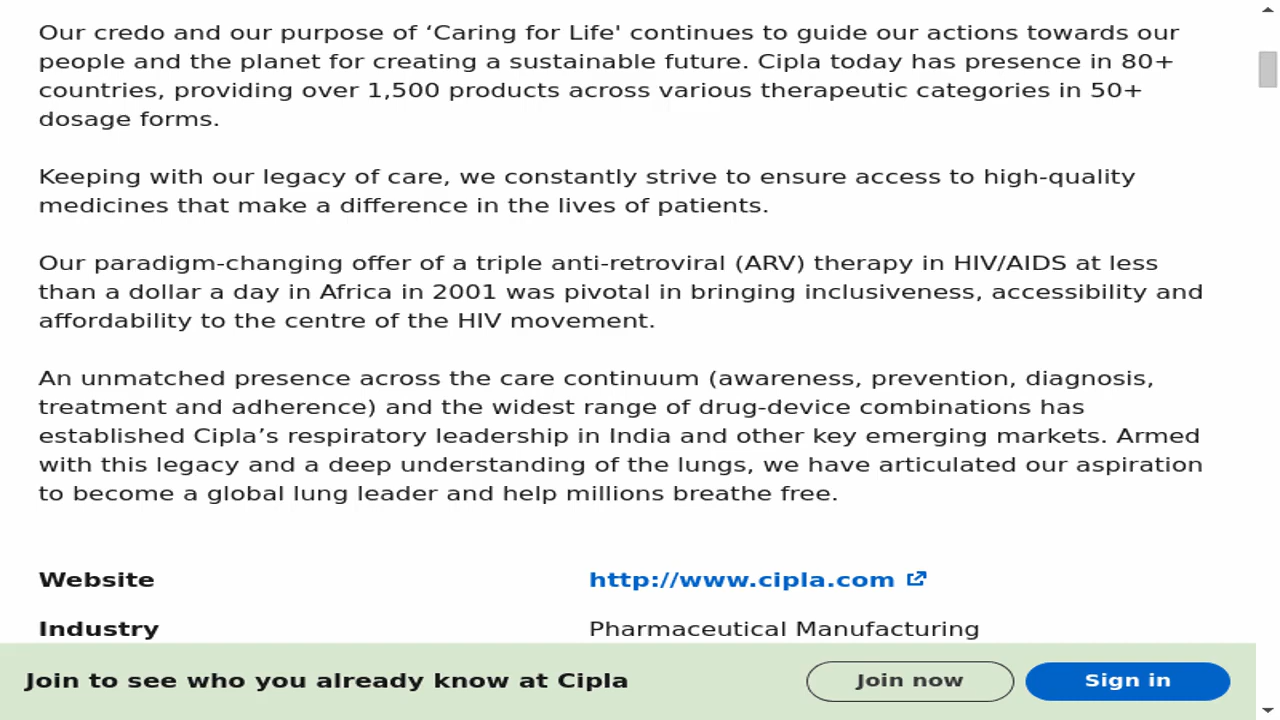 Our credo and our purpose of ‘Caring for Life' continues to guide our actions towards our
people and the planet for creating a sustainable future. Cipla today has presence in 80+
countries, providing over 1,500 products across various therapeutic categories in 50+
dosage forms.
Keeping with our legacy of care, we constantly strive to ensure access to high-quality
medicines that make a difference in the lives of patients.
Our paradigm-changing offer of a triple anti-retroviral (ARV) therapy in HIV/AIDS at less
than a dollar a day in Africa in 2001 was pivotal in bringing inclusiveness, accessibility and
affordability to the centre of the HIV movement.
An unmatched presence across the care continuum (awareness, prevention, diagnosis,
treatment and adherence) and the widest range of drug-device combinations has
established Cipla’s respiratory leadership in India and other key emerging markets. Armed
with this legacy and a deep understanding of the lungs, we have articulated our aspiration
to become a global lung leader and help millions breathe free.
Website http://www.cipla.com
Industry Pharmaceutical Manufacturing
Join to see who you already know at Cipla Join now Sign in